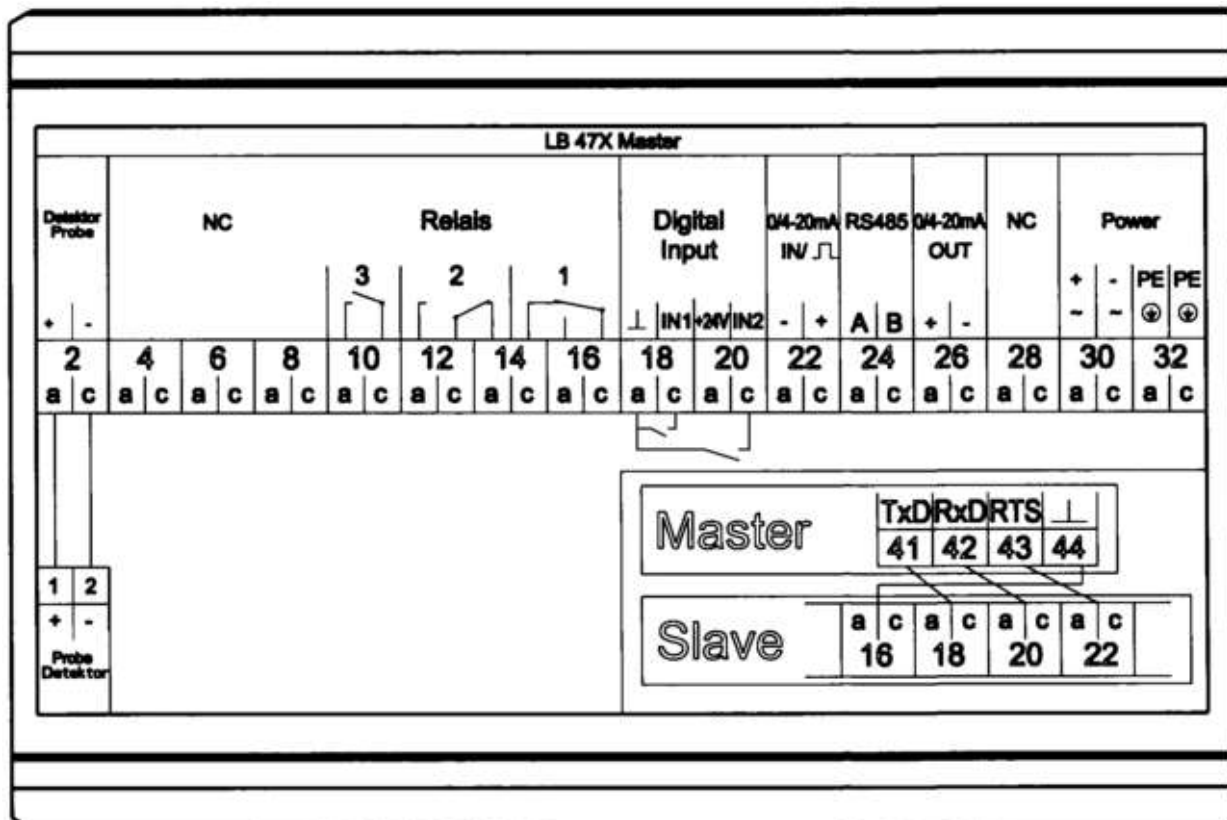 LB 47X Master
Detektor Probe NC Relais Digital Input 0/4-20mA IN/ RS485 0/4-20mA OUT NC Power
3 2 1
+ - ⊥ IN1 +24V IN2 - + A B + - + ~ - ~ PE PE
2 4 6 8 10 12 14 16 18 20 22 24 26 28 30 32
a c a c a c a c a c a c a c a c a c a c a c a c a c a c a c a c
TxD RxD RTS ⊥
Master 41 42 43 44
1 2
+ -
Probe
Detektor
a c a c a c a c
Slave 16 18 20 22